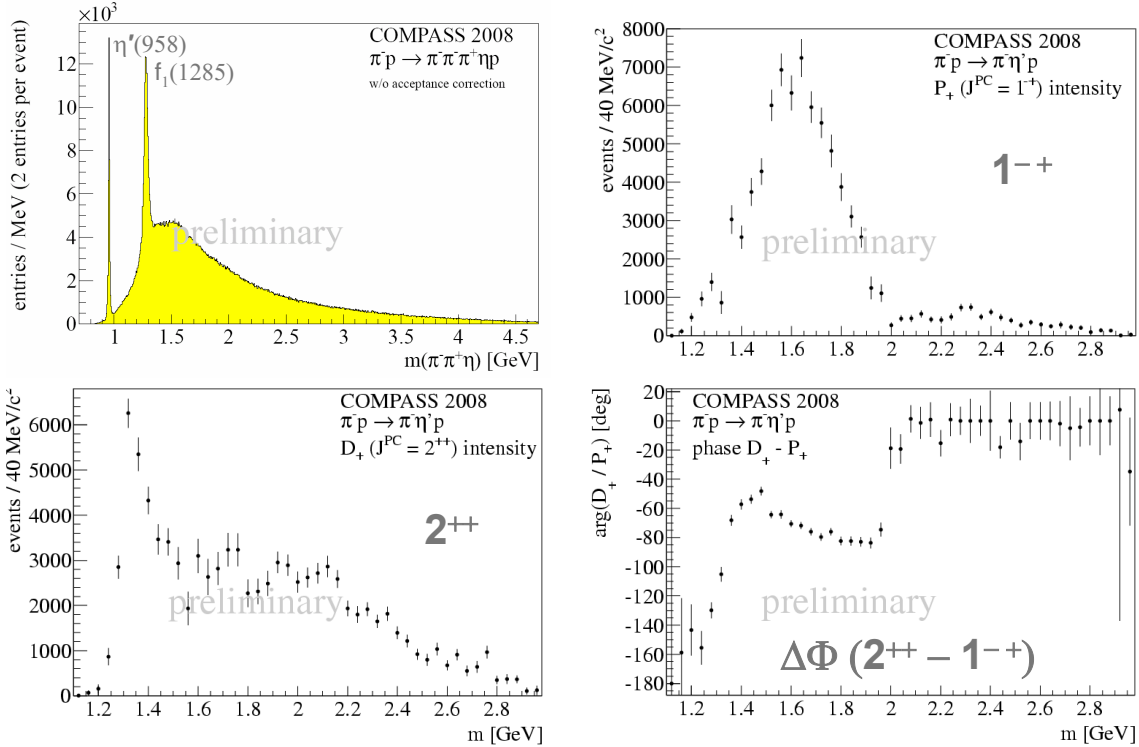 ×10³
entries / MeV (2 entries per event)
12
10
8
6
4
2
0
η′(958)
f₁(1285)
COMPASS 2008
π⁻p → π⁻π⁻π⁺ηp
w/o acceptance correction
preliminary
1 1.5 2 2.5 3 3.5 4 4.5
m(π⁻π⁺η) [GeV]
events / 40 MeV/c²
8000
7000
6000
5000
4000
3000
2000
1000
0
COMPASS 2008
π⁻p → π⁻η’p
P₊ (Jᴾᶜ = 1⁻⁺) intensity
1⁻⁺
preliminary
1.2 1.4 1.6 1.8 2 2.2 2.4 2.6 2.8
m [GeV]
events / 40 MeV/c²
6000
5000
4000
3000
2000
1000
0
COMPASS 2008
π⁻p → π⁻η’p
D₊ (Jᴾᶜ = 2⁺⁺) intensity
2⁺⁺
preliminary
1.2 1.4 1.6 1.8 2 2.2 2.4 2.6 2.8
m [GeV]
arg(D₊ / P₊) [deg]
20
0
-20
-40
-60
-80
-100
-120
-140
-160
-180
COMPASS 2008
π⁻p → π⁻η’p
phase D₊ - P₊
preliminary
ΔΦ (2⁺⁺ – 1⁻⁺)
1.2 1.4 1.6 1.8 2 2.2 2.4 2.6 2.8
m [GeV]